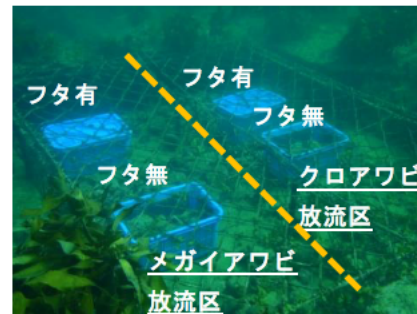 フタ有
フタ有
フタ無
フタ無
クロアワビ
放流区
メガイアワビ
放流区